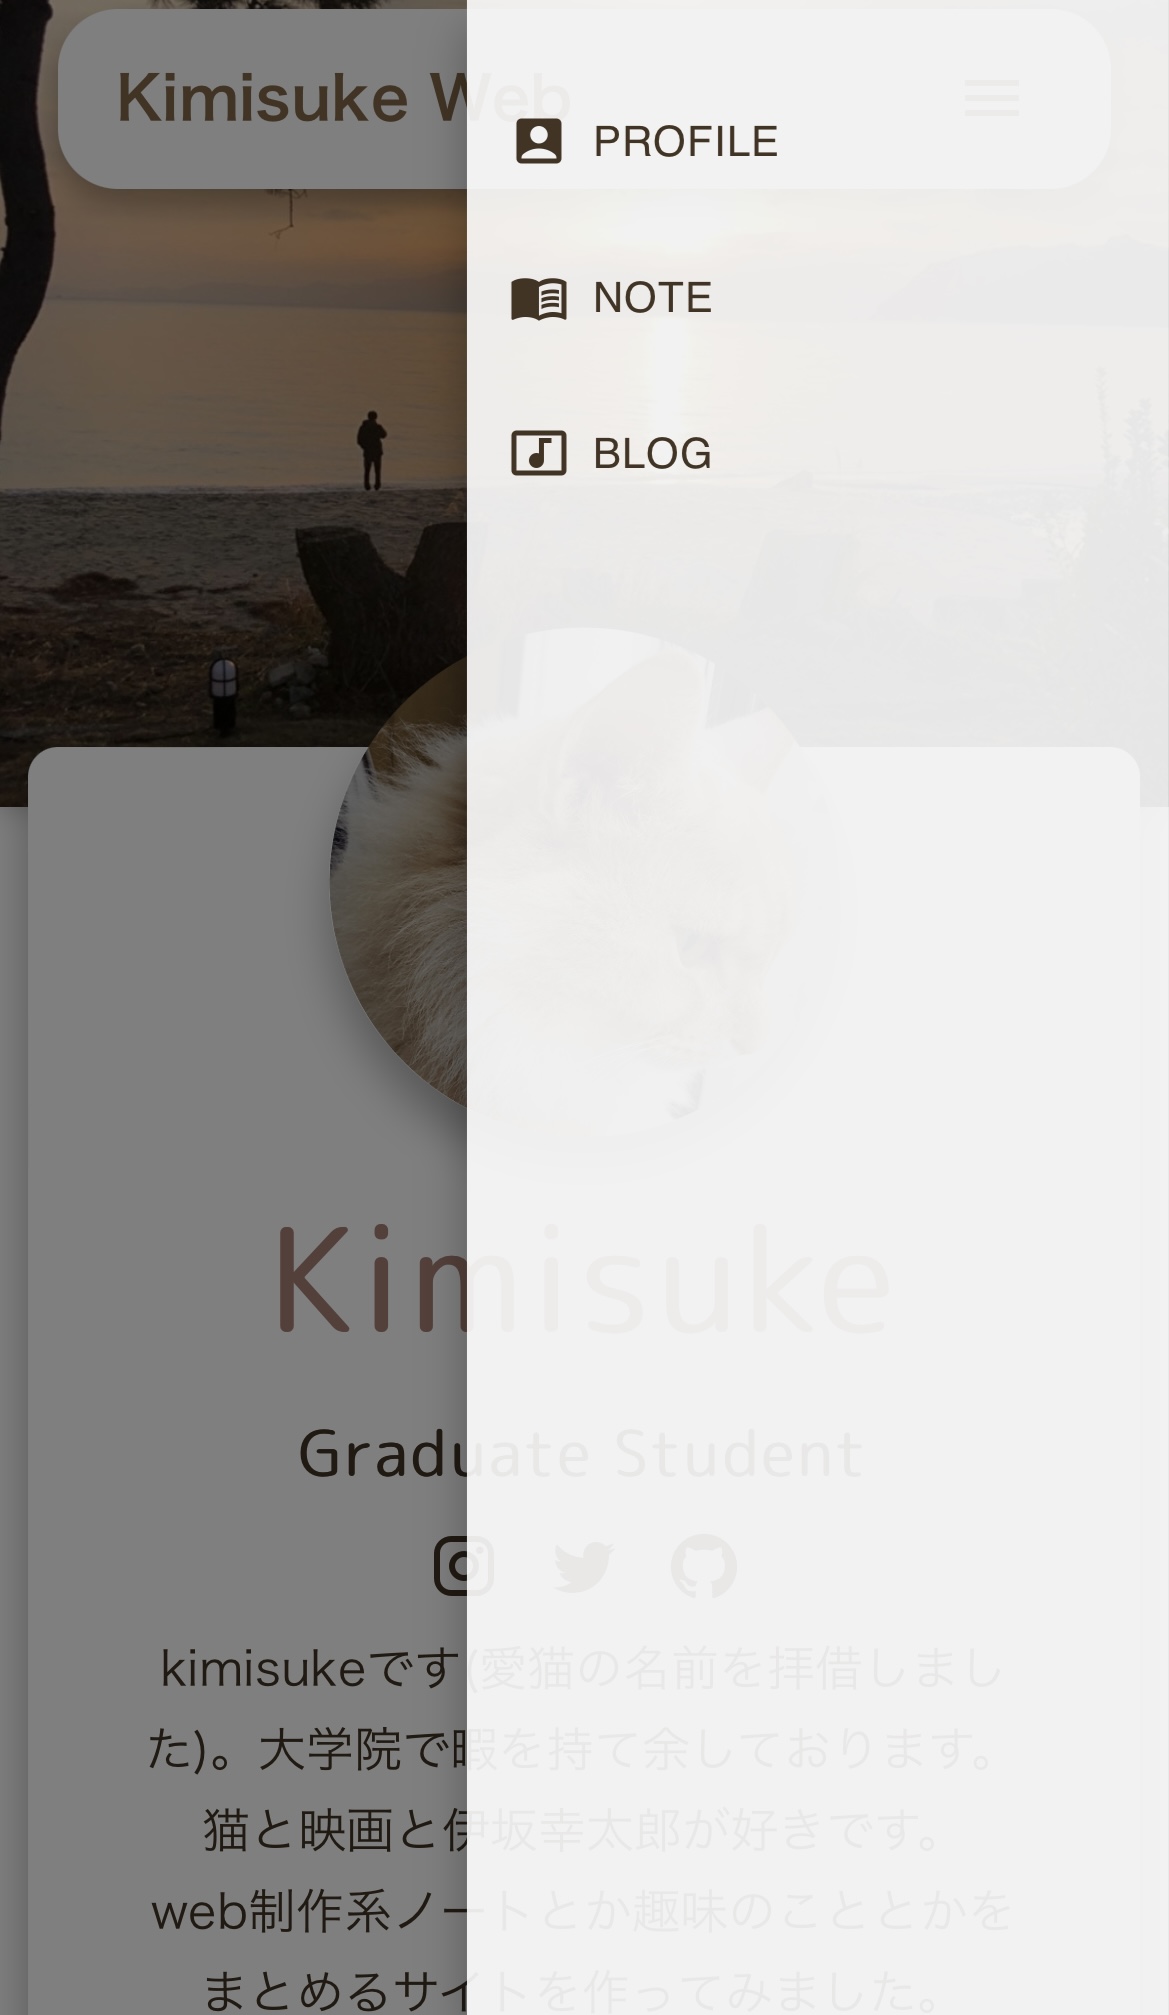 Kimisuke Web
PROFILE
NOTE
BLOG
Kimisuke
Graduate Student
kimisukeです(愛猫の名前を拝借しまし
た)。大学院で暇を持て余しております。
猫と映画と伊坂幸太郎が好きです。
web制作系ノートとか趣味のこととかを
まとめるサイトを作ってみました。